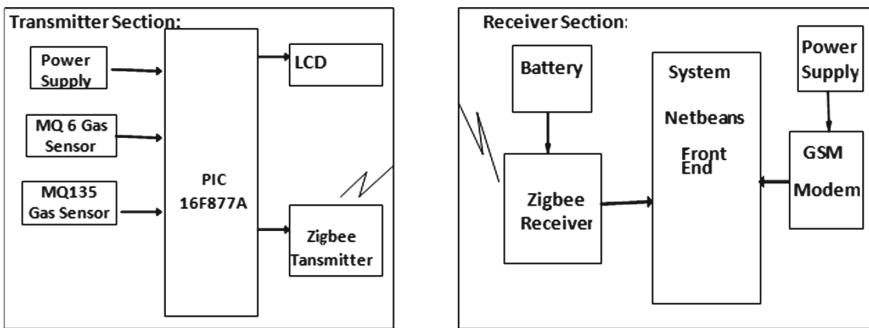 Transmitter Section:
Power
Supply
MQ 6 Gas
Sensor
MQ135
Gas Sensor
PIC
16F877A
LCD
Zigbee
Tansmitter
Receiver Section:
Battery
Zigbee
Receiver
System
Netbeans
Front
End
Power
Supply
GSM
Modem